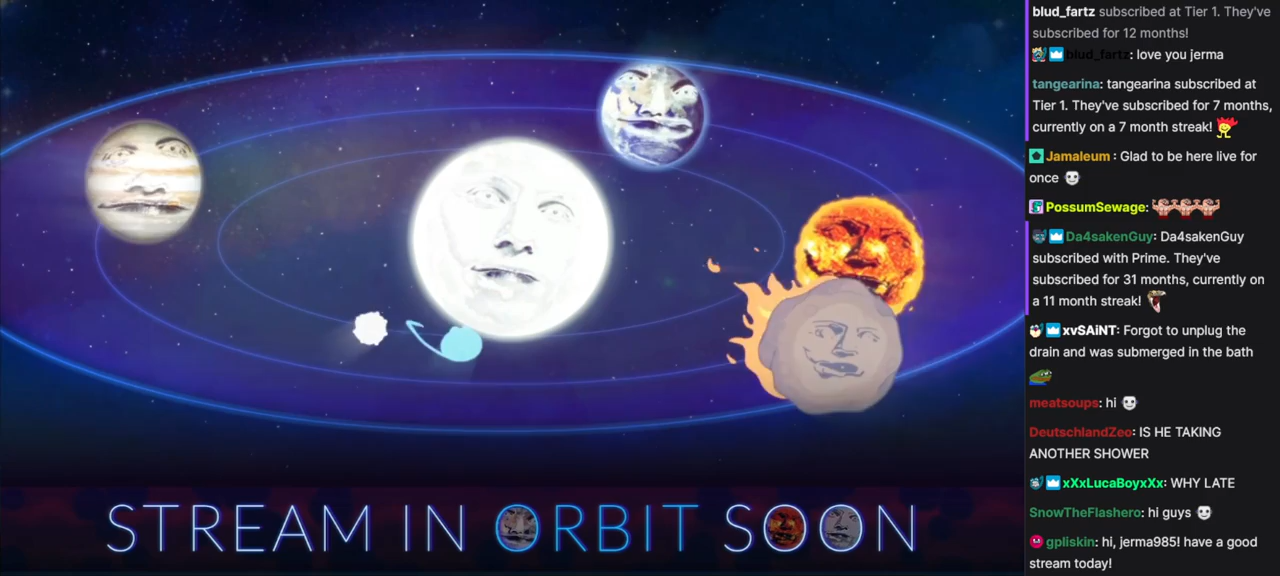 STREAM IN ORBIT SOON
blud_fartz subscribed at Tier 1. They've
subscribed for 12 months!
blud_fartz: love you jerma
tangearina: tangearina subscribed at
Tier 1. They've subscribed for 7 months,
currently on a 7 month streak!
Jamaleum : Glad to be here live for
once
PossumSewage:
Da4sakenGuy: Da4sakenGuy
subscribed with Prime. They've
subscribed for 31 months, currently on
a 11 month streak!
xvSAiNT: Forgot to unplug the
drain and was submerged in the bath
meatsoups: hi
DeutschlandZeo: IS HE TAKING
ANOTHER SHOWER
xXxLucaBoyxXx: WHY LATE
SnowTheFlashero: hi guys
gpliskin: hi, jerma985! have a good
stream today!